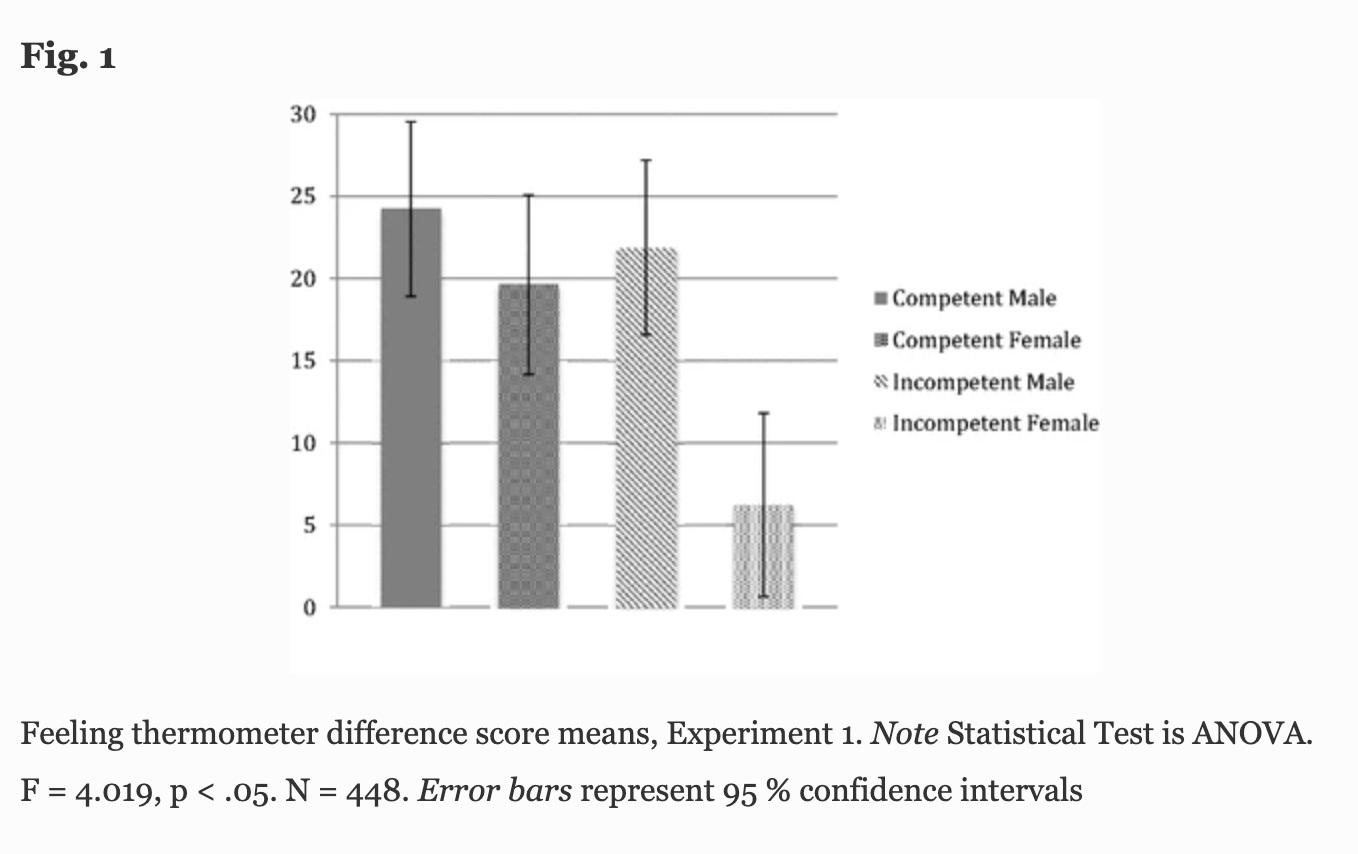 Fig. 1
30
25
20
15
10
5
0
Competent Male
Competent Female
Incompetent Male
Incompetent Female
Feeling thermometer difference score means, Experiment 1. Note Statistical Test is ANOVA.
F = 4.019, p < .05. N = 448. Error bars represent 95 % confidence intervals